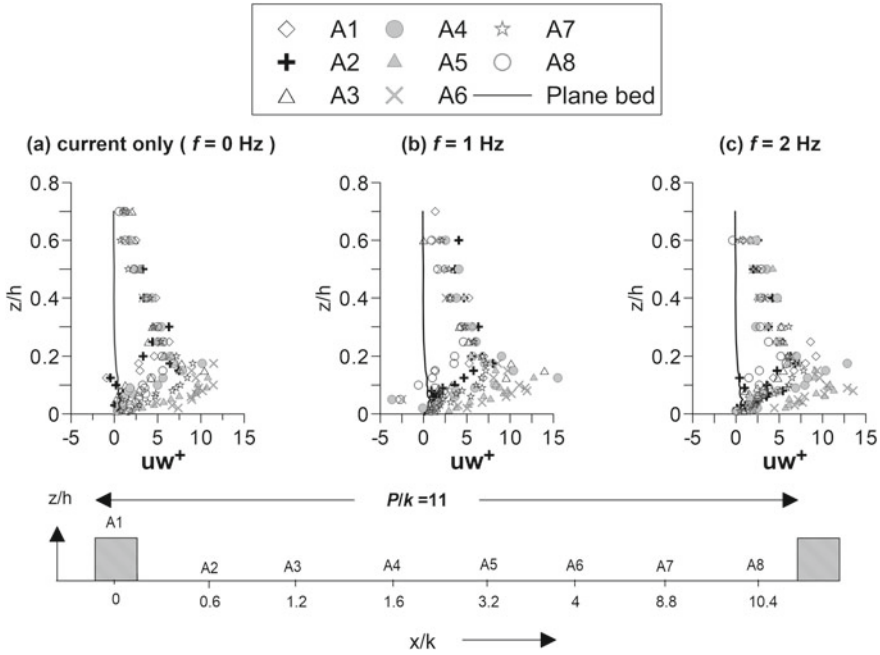 A1 A4 A7
A2 A5 A8
A3 A6 Plane bed
(a) current only ( f = 0 Hz )
(b) f = 1 Hz
(c) f = 2 Hz
0.8 0.8 0.8
0.6 0.6 0.6
z/h z/h z/h
0.4 0.4 0.4
0.2 0.2 0.2
0 0 0
-5 0 5 10 15 -5 0 5 10 15 -5 0 5 10 15
uw+ uw+ uw+
z/h
P/k =11
A1
A2 A3 A4 A5 A6 A7 A8
0 0.6 1.2 1.6 3.2 4 8.8 10.4
x/k